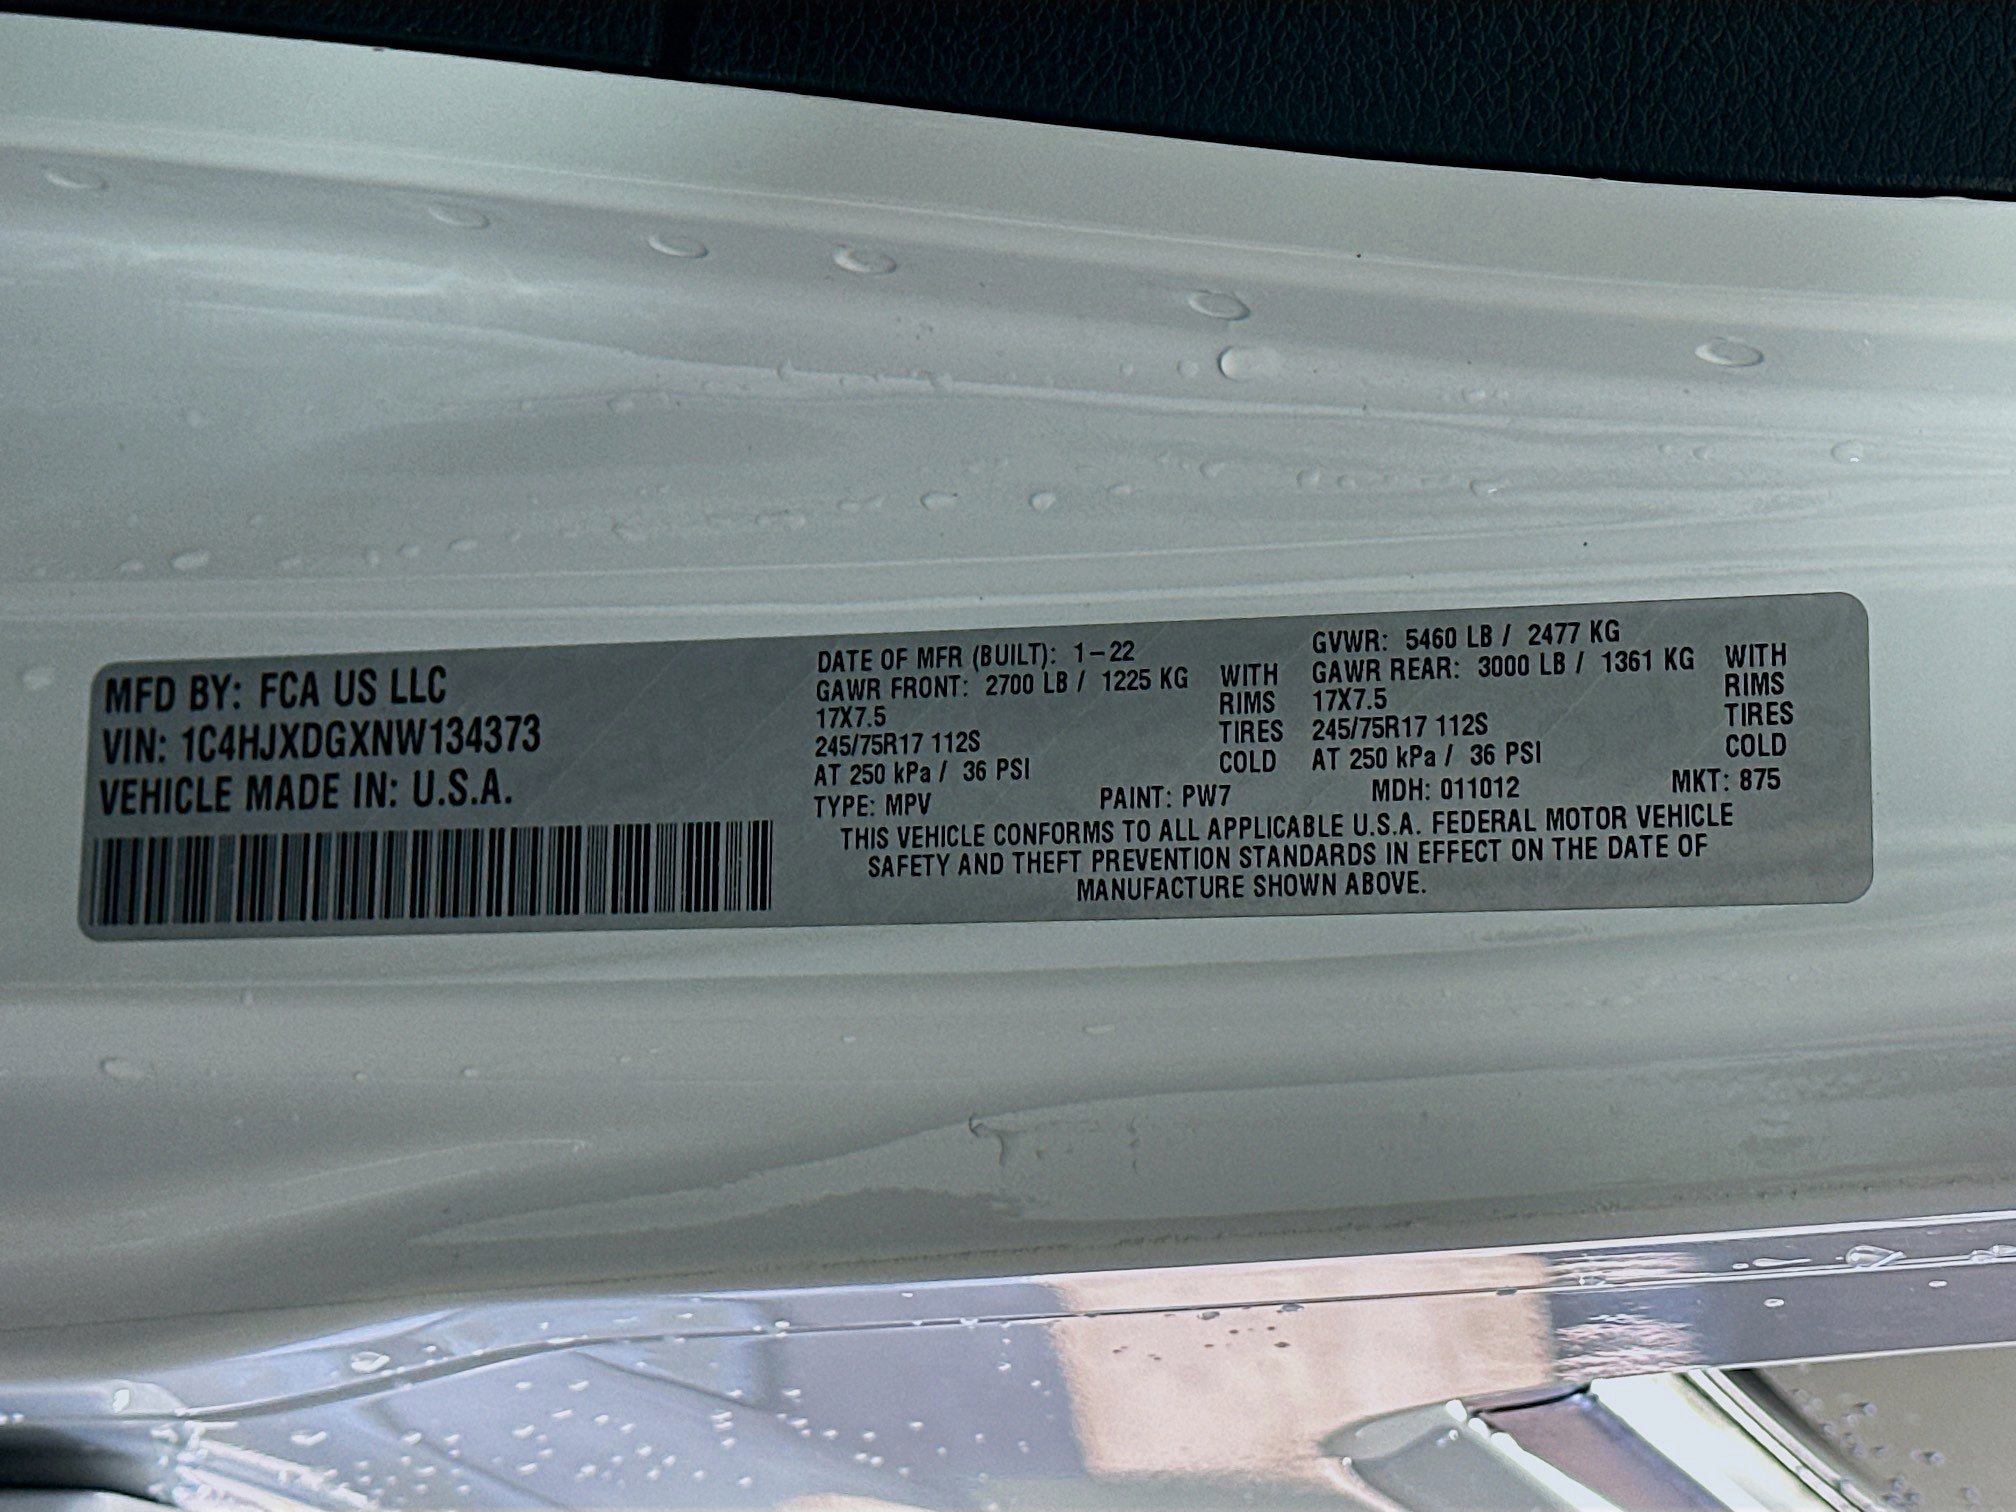 MFD BY: FCA US LLC
VIN: 1C4HJXDGXNW134373
VEHICLE MADE IN: U.S.A.
DATE OF MFR (BUILT): 1-22
GAWR FRONT: 2700 LB / 1225 KG WITH
17X7.5 RIMS
245/75R17 112S TIRES
AT 250 kPa / 36 PSI COLD
GVWR: 5460 LB / 2477 KG
GAWR REAR: 3000 LB / 1361 KG WITH
17X7.5 RIMS
245/75R17 112S TIRES
AT 250 kPa / 36 PSI COLD
TYPE: MPV PAINT: PW7 MDH: 011012 MKT: 875
THIS VEHICLE CONFORMS TO ALL APPLICABLE U.S.A. FEDERAL MOTOR VEHICLE
SAFETY AND THEFT PREVENTION STANDARDS IN EFFECT ON THE DATE OF
MANUFACTURE SHOWN ABOVE.